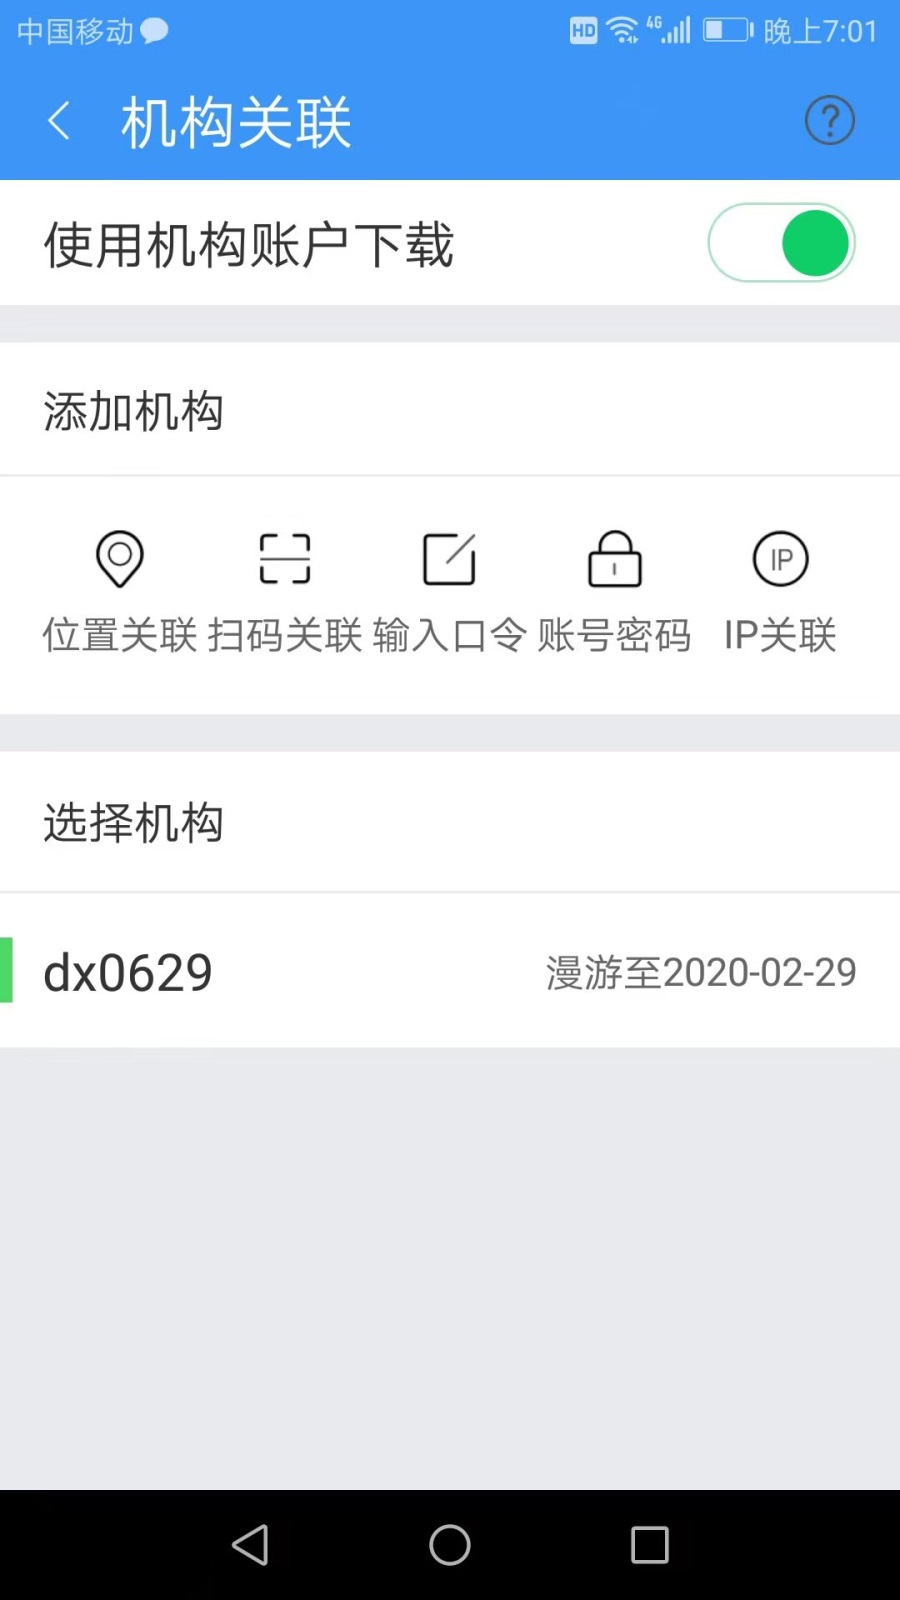 中国移动 HD 4G 晚上7:01
机构关联 ?
使用机构账户下载
添加机构
IP
位置关联 扫码关联 输入口令 账号密码 IP关联
选择机构
dx0629 漫游至2020-02-29